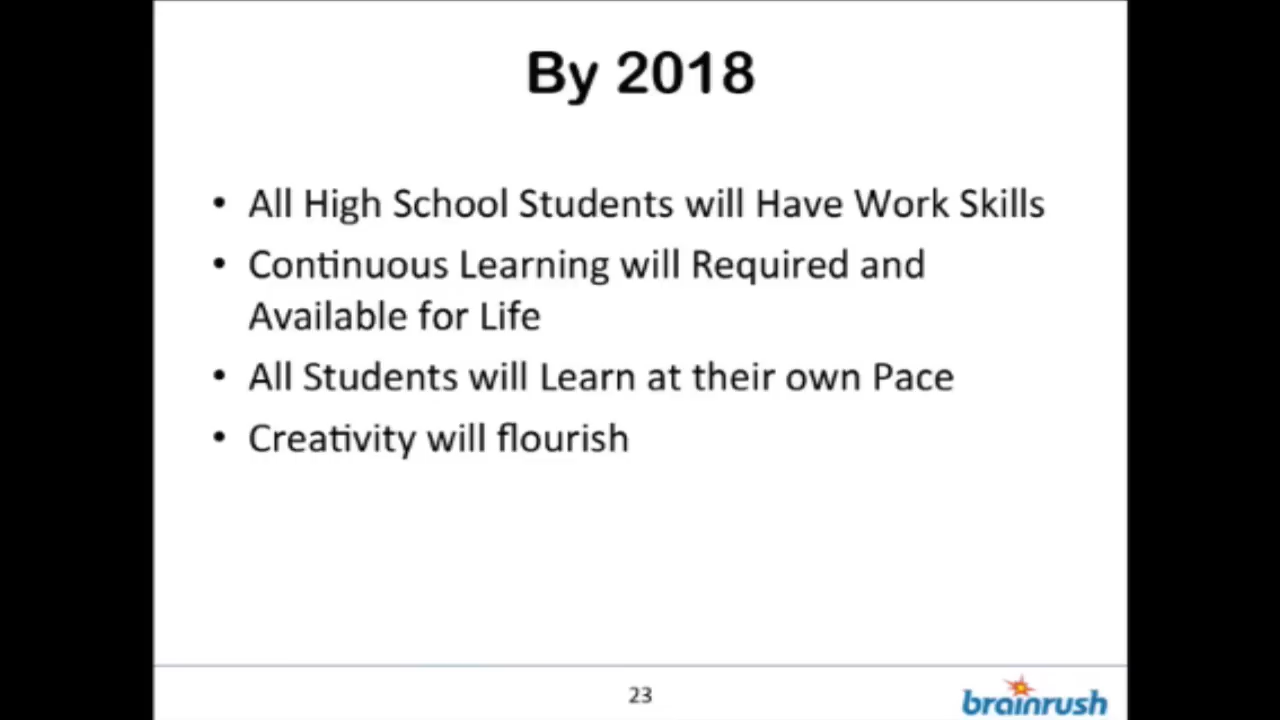 By 2018
• All High School Students will Have Work Skills
• Continuous Learning will Required and
Available for Life
• All Students will Learn at their own Pace
• Creativity will flourish
23
brainrush